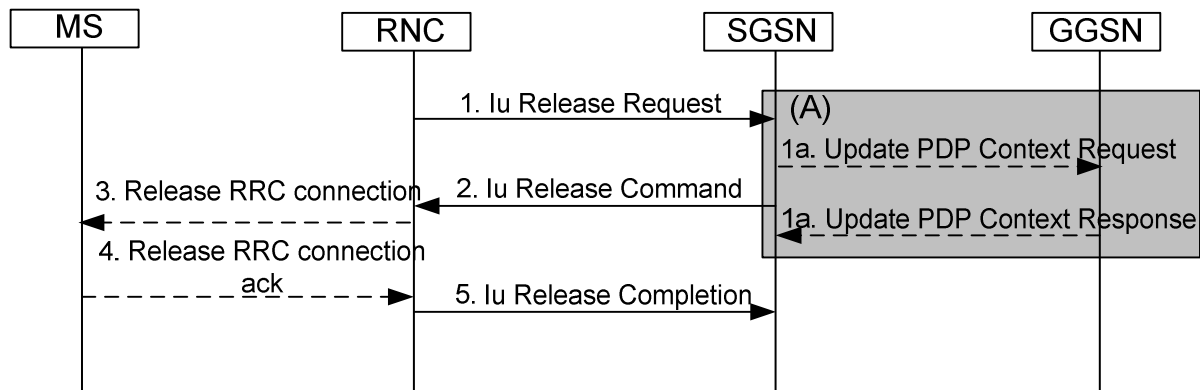 MS
RNC
SGSN
GGSN
1. Iu Release Request
(A)
1a. Update PDP Context Request
3. Release RRC connection
2. Iu Release Command
1a. Update PDP Context Response
4. Release RRC connection
ack
5. Iu Release Completion